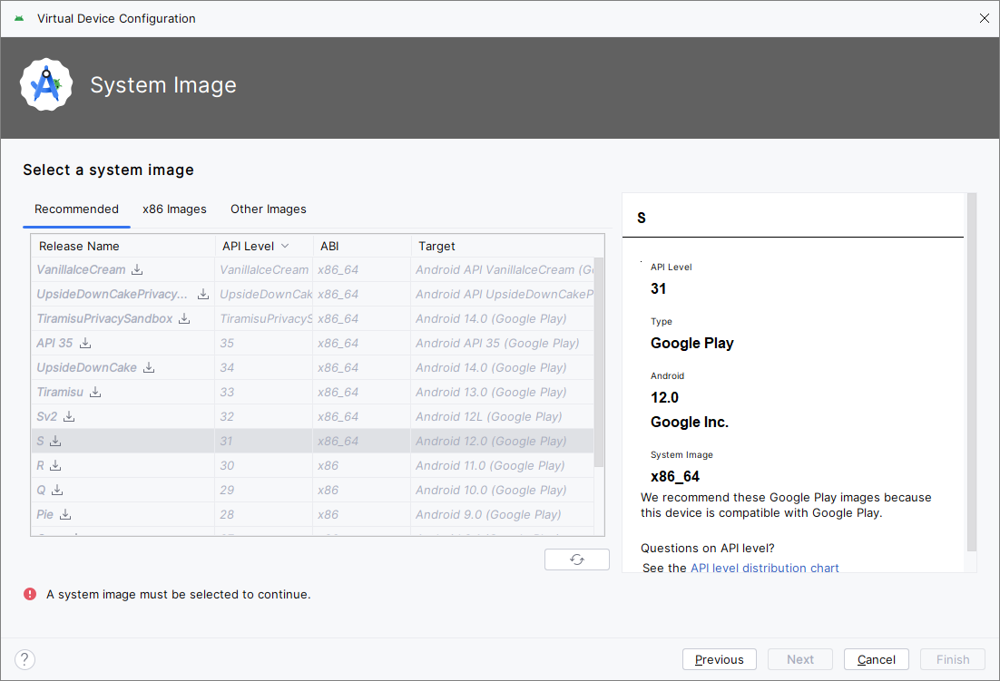 Virtual Device Configuration
System Image
Select a system image
Recommended x86 Images Other Images
Release Name API Level ABI Target
VanillaIceCream VanillaIceCream x86_64 Android API VanillaIceCream (G
UpsideDownCakePrivacy... UpsideDownCak x86_64 Android API UpsideDownCakeP
TiramisuPrivacySandbox TiramisuPrivacyS x86_64 Android 14.0 (Google Play)
API 35 35 x86_64 Android API 35 (Google Play)
UpsideDownCake 34 x86_64 Android 14.0 (Google Play)
Tiramisu 33 x86_64 Android 13.0 (Google Play)
Sv2 32 x86_64 Android 12L (Google Play)
S 31 x86_64 Android 12.0 (Google Play)
R 30 x86 Android 11.0 (Google Play)
Q 29 x86 Android 10.0 (Google Play)
Pie 28 x86 Android 9.0 (Google Play)
S
API Level
31
Type
Google Play
Android
12.0
Google Inc.
System Image
x86_64
We recommend these Google Play images because
this device is compatible with Google Play.
Questions on API level?
See the API level distribution chart
A system image must be selected to continue.
? Previous Next Cancel Finish